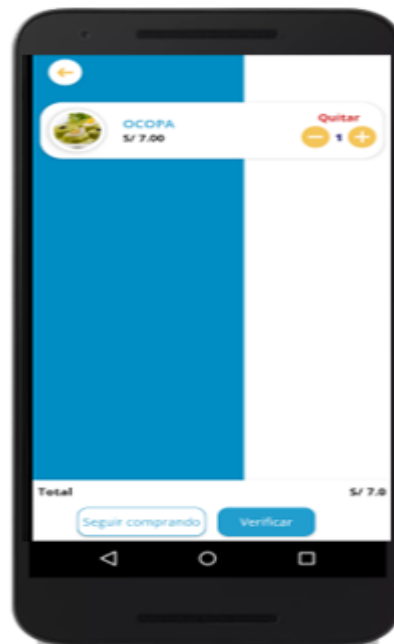 Quitar
OCOPA
S/ 7.00
1
Total S/ 7.0
Seguir comprando Verificar